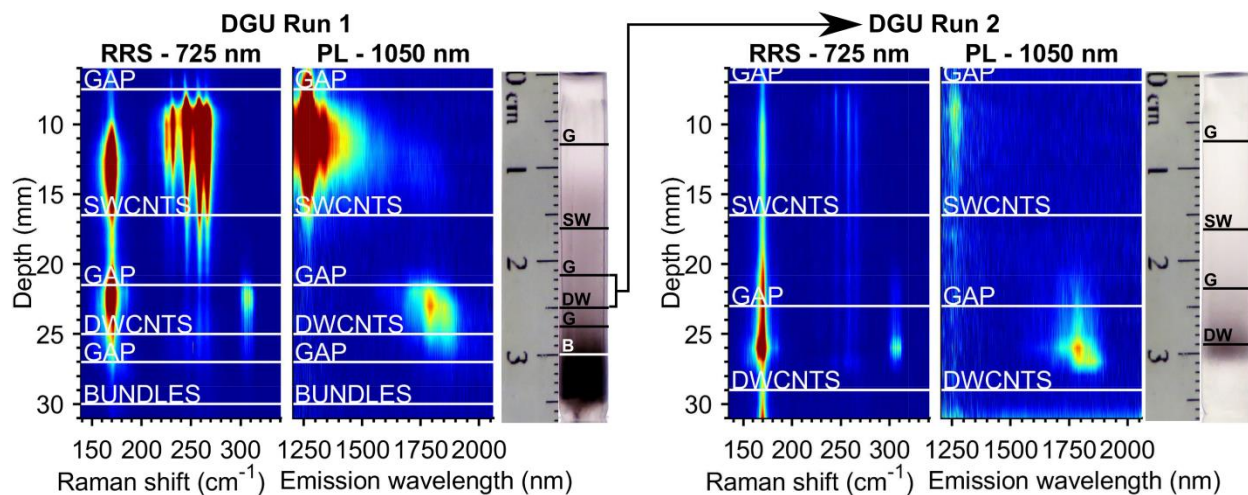 DGU Run 1
DGU Run 2
RRS - 725 nm
PL - 1050 nm
RRS - 725 nm
PL - 1050 nm
GAP
SWCNTS
GAP
DWCNTS
GAP
BUNDLES
GAP
SWCNTS
GAP
DWCNTS
GAP
BUNDLES
0 cm
1
2
3
G
SW
G
DW
G
B
GAP
SWCNTS
GAP
DWCNTS
GAP
SWCNTS
GAP
DWCNTS
0 cm
1
2
3
G
SW
G
DW
Depth (mm)
10
15
20
25
30
150
250
350
Raman shift (cm⁻¹)
1250
1500
1750
2000
Emission wavelength (nm)
Depth (mm)
10
15
20
25
30
150
250
350
Raman shift (cm⁻¹)
1250
1500
1750
2000
Emission wavelength (nm)